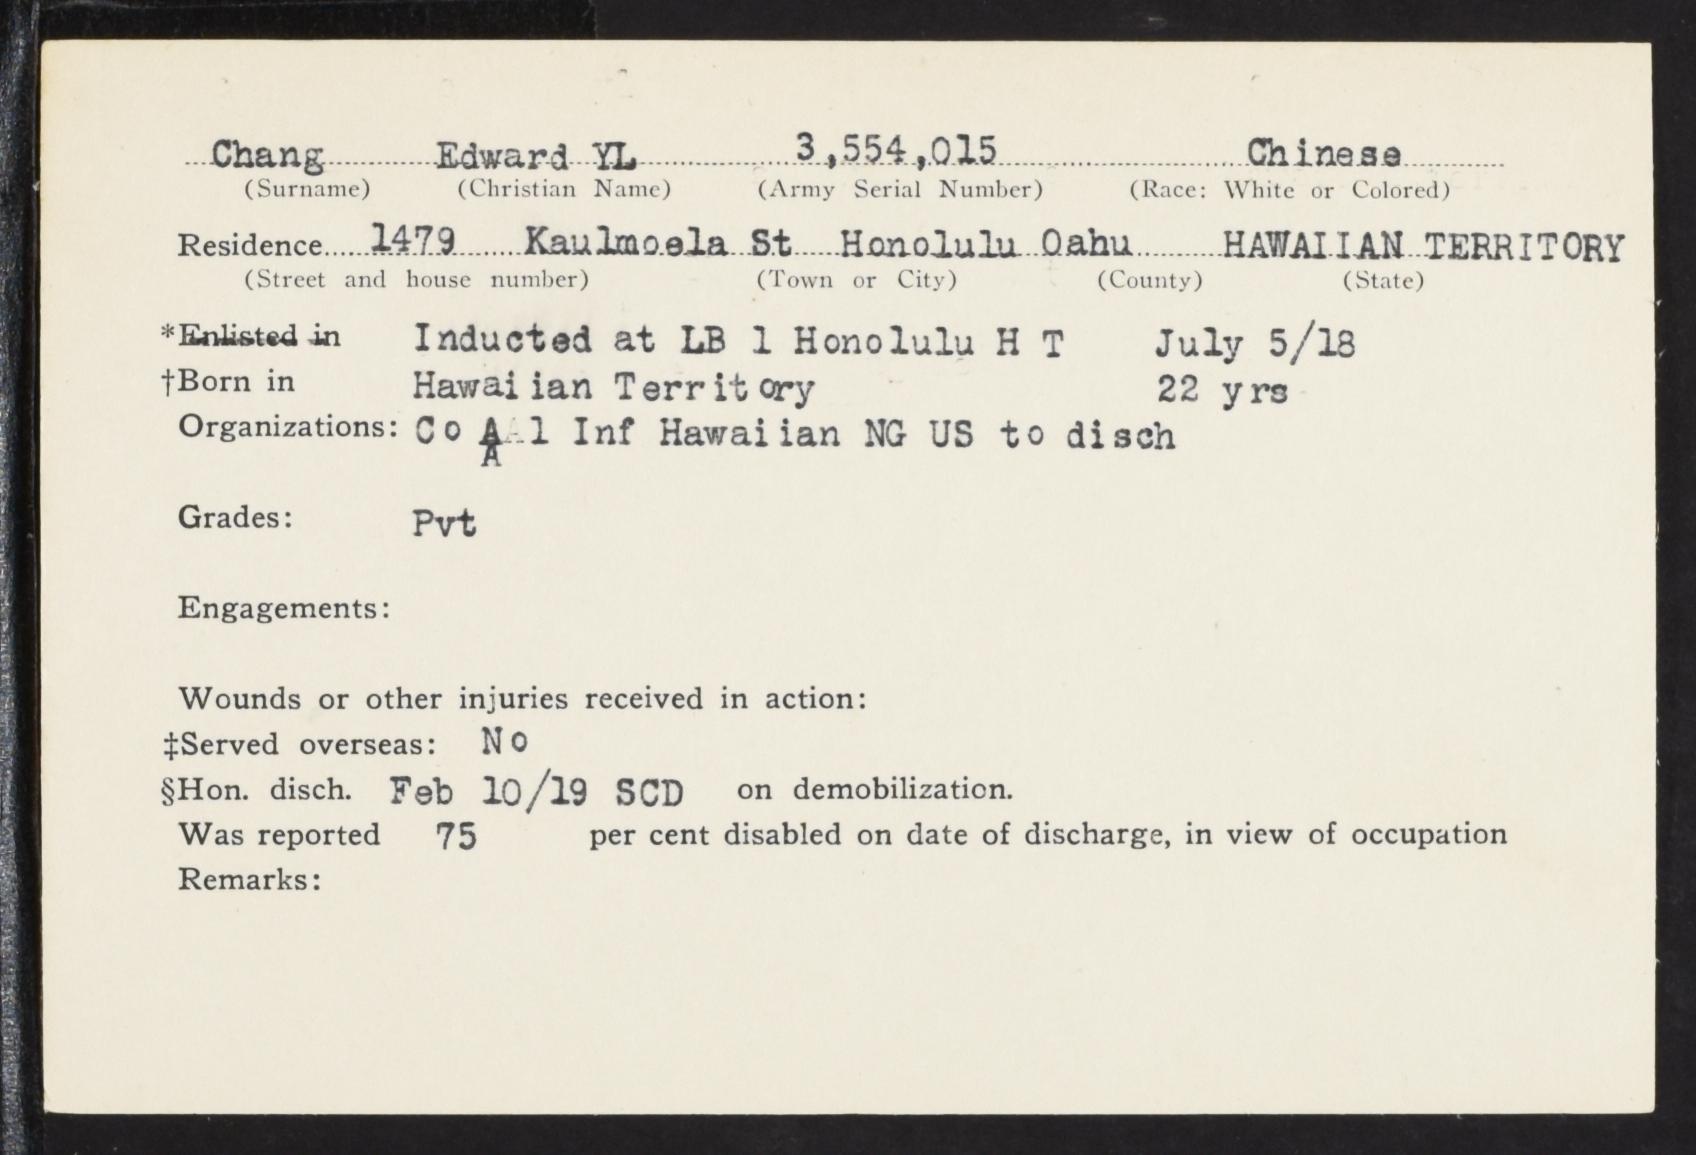 Chang Edward YL 3,554,015 Chinese
(Surname) (Christian Name) (Army Serial Number) (Race: White or Colored)
Residence 1479 Kaulmoela St Honolulu Oahu HAWAIIAN TERRITORY
(Street and house number) (Town or City) (County) (State)
*Enlisted in Inducted at LB 1 Honolulu H T July 5/18
†Born in Hawaiian Territory 22 yrs
Organizations: Co A 1 Inf Hawaiian NG US to disch
A
Grades: Pvt
Engagements:
Wounds or other injuries received in action:
‡Served overseas: No
§Hon. disch. Feb 10/19 SCD on demobilization.
Was reported 75 per cent disabled on date of discharge, in view of occupation
Remarks: